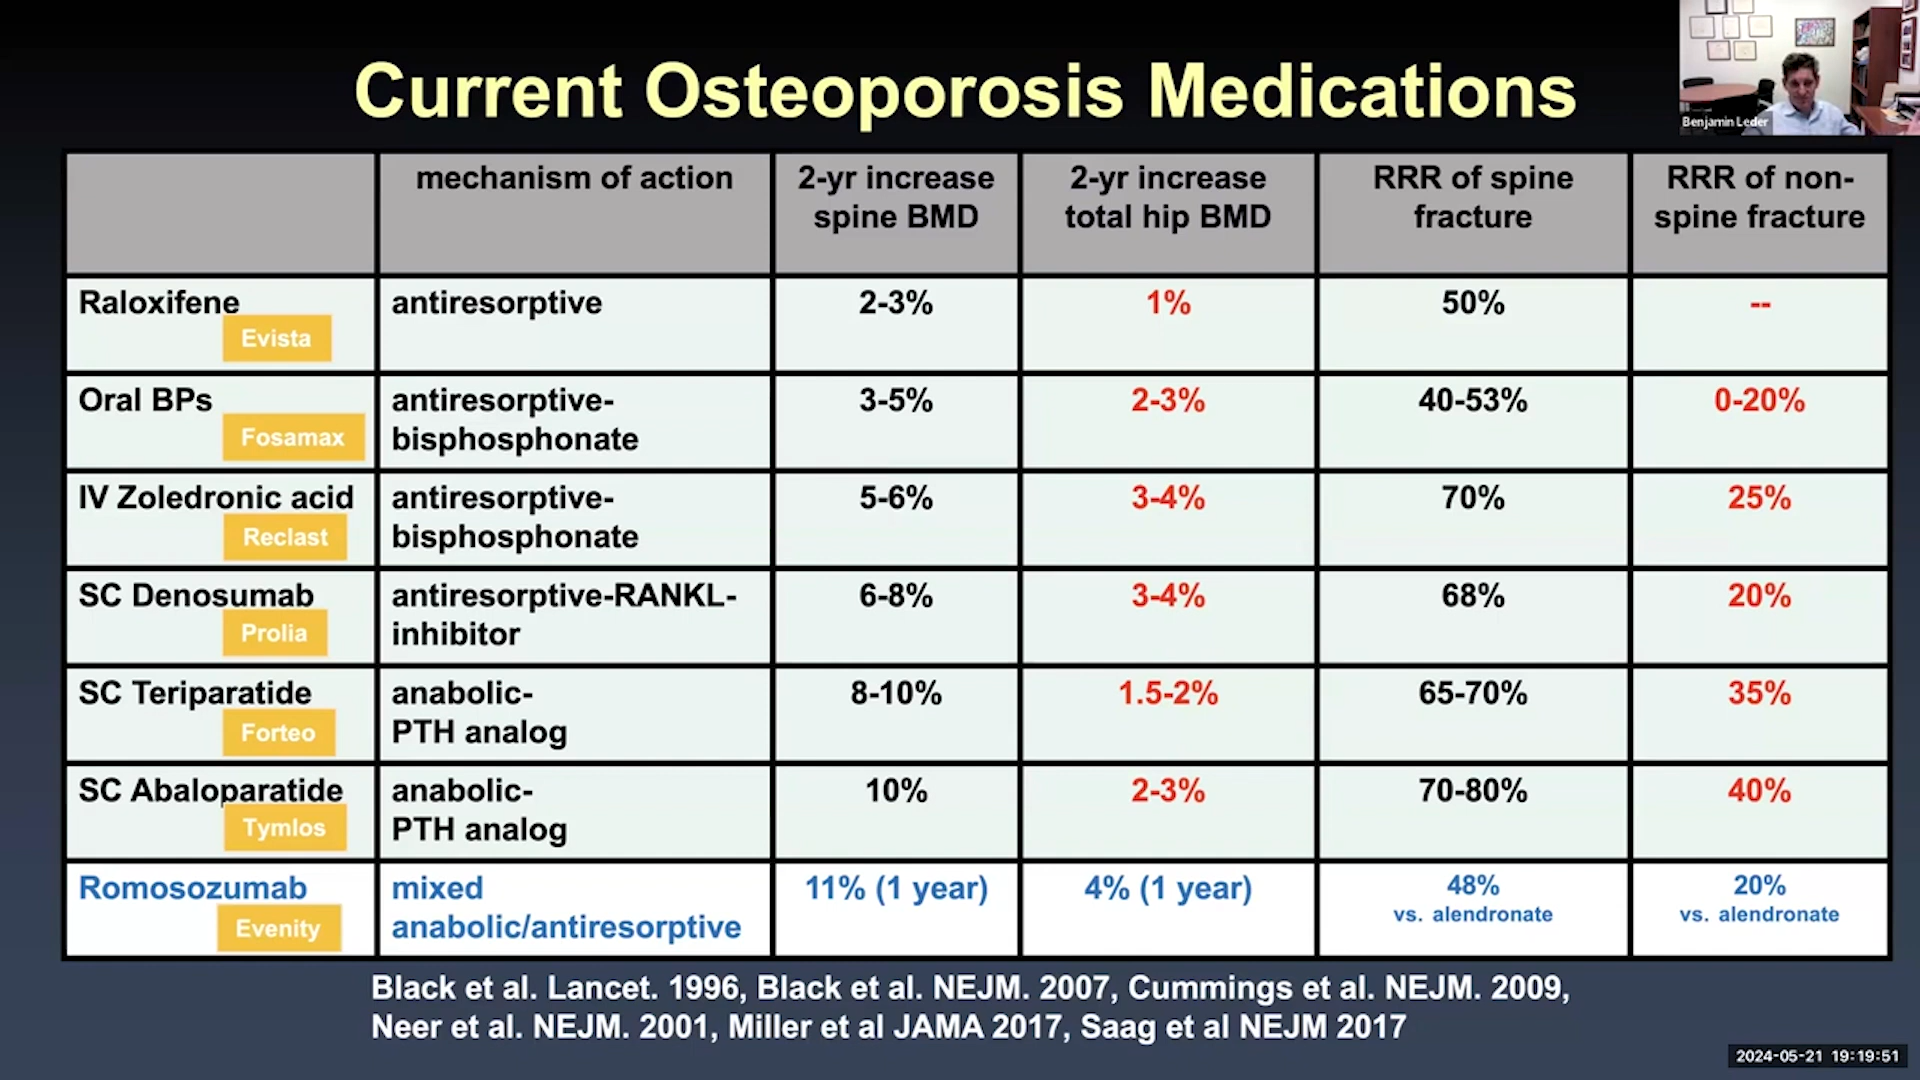 Current Osteoporosis Medications
Benjamin Leder
mechanism of action
2-yr increase
spine BMD
2-yr increase
total hip BMD
RRR of spine
fracture
RRR of non-
spine fracture
Raloxifene
Evista
antiresorptive
2-3%
1%
50%
--
Oral BPs
Fosamax
antiresorptive-
bisphosphonate
3-5%
2-3%
40-53%
0-20%
IV Zoledronic acid
Reclast
antiresorptive-
bisphosphonate
5-6%
3-4%
70%
25%
SC Denosumab
Prolia
antiresorptive-RANKL-
inhibitor
6-8%
3-4%
68%
20%
SC Teriparatide
Forteo
anabolic-
PTH analog
8-10%
1.5-2%
65-70%
35%
SC Abaloparatide
Tymlos
anabolic-
PTH analog
10%
2-3%
70-80%
40%
Romosozumab
Evenity
mixed
anabolic/antiresorptive
11% (1 year)
4% (1 year)
48%
vs. alendronate
20%
vs. alendronate
Black et al. Lancet. 1996, Black et al. NEJM. 2007, Cummings et al. NEJM. 2009,
Neer et al. NEJM. 2001, Miller et al JAMA 2017, Saag et al NEJM 2017
2024-05-21 19:19:51